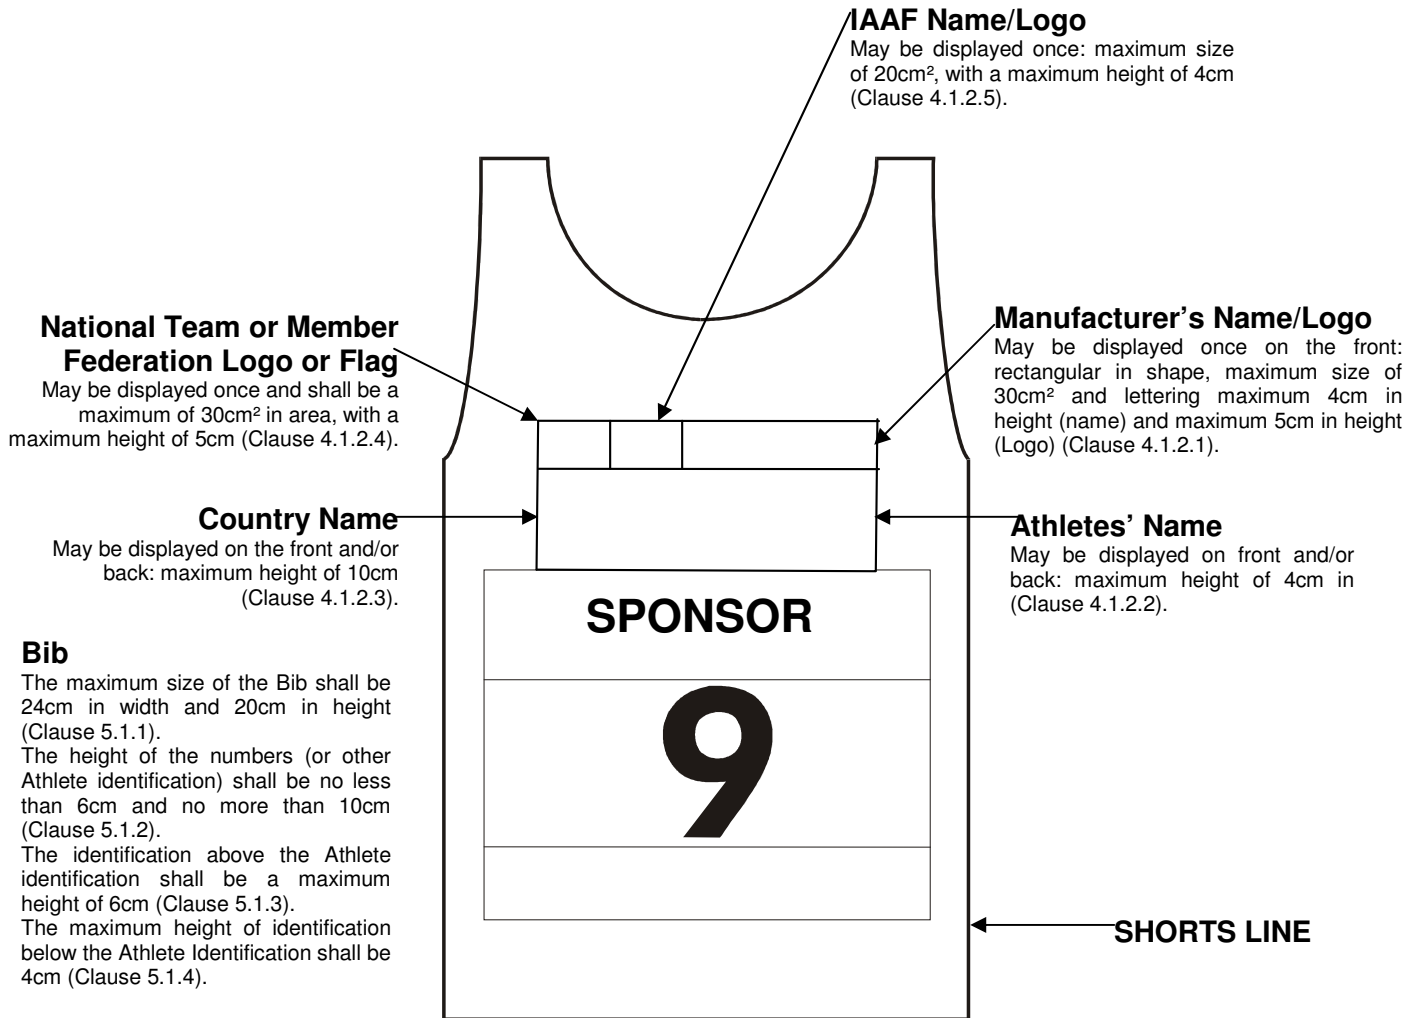 IAAF Name/Logo
May be displayed once: maximum size
of 20cm², with a maximum height of 4cm
(Clause 4.1.2.5).
National Team or Member
Federation Logo or Flag
May be displayed once and shall be a
maximum of 30cm² in area, with a
maximum height of 5cm (Clause 4.1.2.4).
Manufacturer's Name/Logo
May be displayed once on the front:
rectangular in shape, maximum size of
30cm² and lettering maximum 4cm in
height (name) and maximum 5cm in height
(Logo) (Clause 4.1.2.1).
Country Name
May be displayed on the front and/or
back: maximum height of 10cm
(Clause 4.1.2.3).
Athletes' Name
May be displayed on front and/or
back: maximum height of 4cm in
(Clause 4.1.2.2).
SPONSOR
9
Bib
The maximum size of the Bib shall be
24cm in width and 20cm in height
(Clause 5.1.1).
The height of the numbers (or other
Athlete identification) shall be no less
than 6cm and no more than 10cm
(Clause 5.1.2).
The identification above the Athlete
identification shall be a maximum
height of 6cm (Clause 5.1.3).
The maximum height of identification
below the Athlete Identification shall be
4cm (Clause 5.1.4).
SHORTS LINE